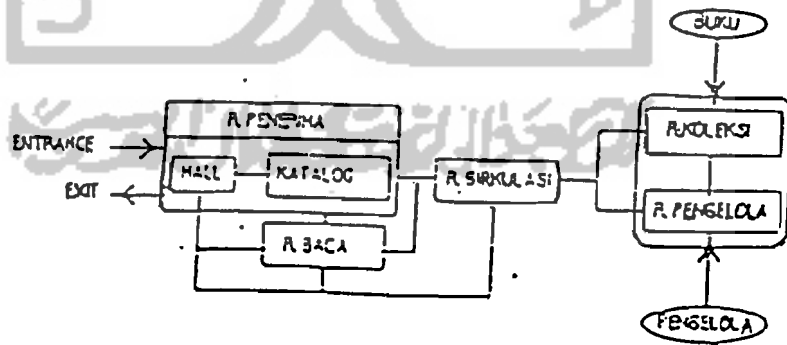 BUKU
R. PENERIMA
ENTRANCE
R. KOLEKSI
HALL
KATALOG
R. SIRKULASI
EXIT
R. PENGELOLA
R. BACA
PENGELOLA